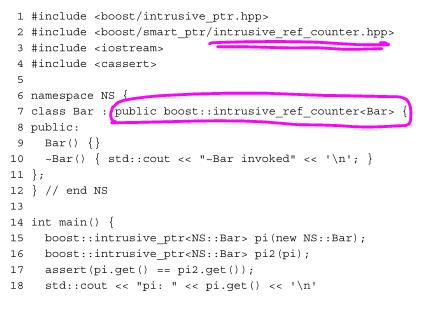 1 #include <boost/intrusive_ptr.hpp>
2 #include <boost/smart_ptr/intrusive_ref_counter.hpp>
3 #include <iostream>
4 #include <cassert>
5
6 namespace NS {
7 class Bar : public boost::intrusive_ref_counter<Bar> {
8 public:
9   Bar() {}
10   ~Bar() { std::cout << "~Bar invoked" << '\n'; }
11 };
12 } // end NS
13
14 int main() {
15   boost::intrusive_ptr<NS::Bar> pi(new NS::Bar);
16   boost::intrusive_ptr<NS::Bar> pi2(pi);
17   assert(pi.get() == pi2.get());
18   std::cout << "pi: " << pi.get() << '\n'